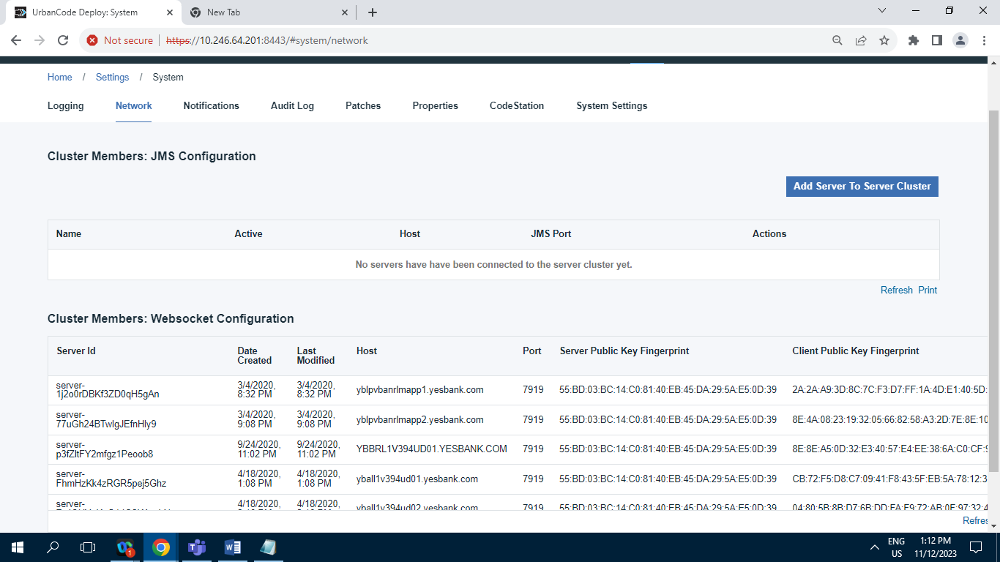 UrbanCode Deploy: System
New Tab
Not secure https://10.246.64.201:8443/#system/network
Home / Settings / System
Logging Network Notifications Audit Log Patches Properties CodeStation System Settings
Cluster Members: JMS Configuration
Add Server To Server Cluster
Name Active Host JMS Port Actions
No servers have have been connected to the server cluster yet.
Refresh Print
Cluster Members: Websocket Configuration
Server Id Date Created Last Modified Host Port Server Public Key Fingerprint Client Public Key Fingerprint
server-1j2o0rDBKf3ZD0qH5gAn 3/4/2020, 8:32 PM 3/4/2020, 8:32 PM yblpvbanrlmapp1.yesbank.com 7919 55:BD:03:BC:14:C0:81:40:EB:45:DA:29:5A:E5:0D:39 2A:2A:A9:3D:8C:7C:F3:D7:FF:1A:4D:E1:40:5D:
server-77uGh24BTwIgJEfnHly9 3/4/2020, 9:08 PM 3/4/2020, 9:08 PM yblpvbanrlmapp2.yesbank.com 7919 55:BD:03:BC:14:C0:81:40:EB:45:DA:29:5A:E5:0D:39 8E:4A:08:23:19:32:05:66:82:58:A3:2D:7E:8E:10
server-p3fZltFY2mfgz1Peoob8 9/24/2020, 11:02 PM 9/24/2020, 11:02 PM YBBRL1V394UD01.YESBANK.COM 7919 55:BD:03:BC:14:C0:81:40:EB:45:DA:29:5A:E5:0D:39 8E:8E:A5:0D:32:E3:40:57:E4:EE:38:6A:C0:CF:9
server-FhmHzKk4zRGR5pej5Ghz 4/18/2020, 1:08 PM 4/18/2020, 1:08 PM yball1v394ud01.yesbank.com 7919 55:BD:03:BC:14:C0:81:40:EB:45:DA:29:5A:E5:0D:39 CB:72:F5:D8:C7:09:41:F8:43:5F:EB:5A:78:12:3
server- 4/18/2020, 4/18/2020, yball1v394ud02.yesbank.com 7919 55:BD:03:BC:14:C0:81:40:EB:45:DA:29:5A:E5:0D:39 04:80:5B:8B:D7:6B:DD:FA:F9:72:AB:0F:97:32:4
Refres
1
ENG
US
1:12 PM
11/12/2023